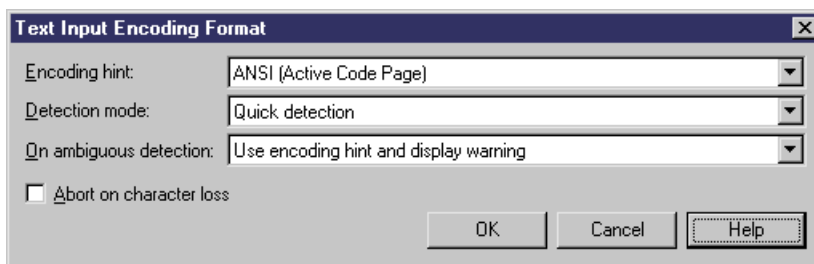 Text Input Encoding Format
Encoding hint: ANSI (Active Code Page)
Detection mode: Quick detection
On ambiguous detection: Use encoding hint and display warning
Abort on character loss
OK Cancel Help